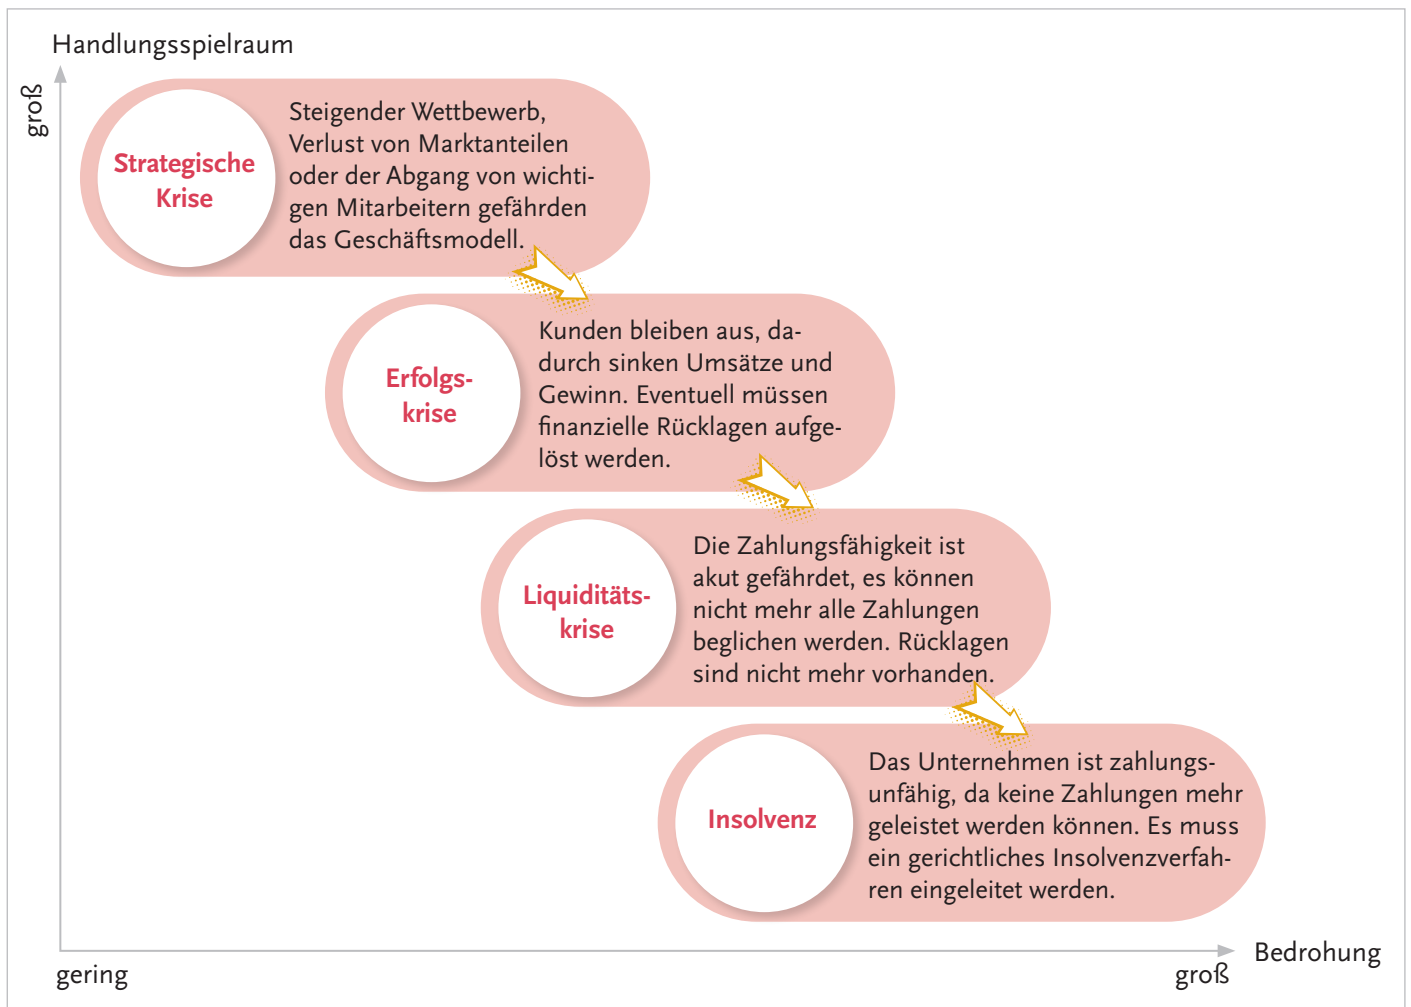 Handlungsspielraum
groß
Strategische
Krise
Steigender Wettbewerb,
Verlust von Marktanteilen
oder der Abgang von wichti-
gen Mitarbeitern gefährden
das Geschäftsmodell.
Erfolgs-
krise
Kunden bleiben aus, da-
durch sinken Umsätze und
Gewinn. Eventuell müssen
finanzielle Rücklagen aufge-
löst werden.
Liquiditäts-
krise
Die Zahlungsfähigkeit ist
akut gefährdet, es können
nicht mehr alle Zahlungen
beglichen werden. Rücklagen
sind nicht mehr vorhanden.
Insolvenz
Das Unternehmen ist zahlungs-
unfähig, da keine Zahlungen mehr
geleistet werden können. Es muss
ein gerichtliches Insolvenzverfah-
ren eingeleitet werden.
gering
groß
Bedrohung